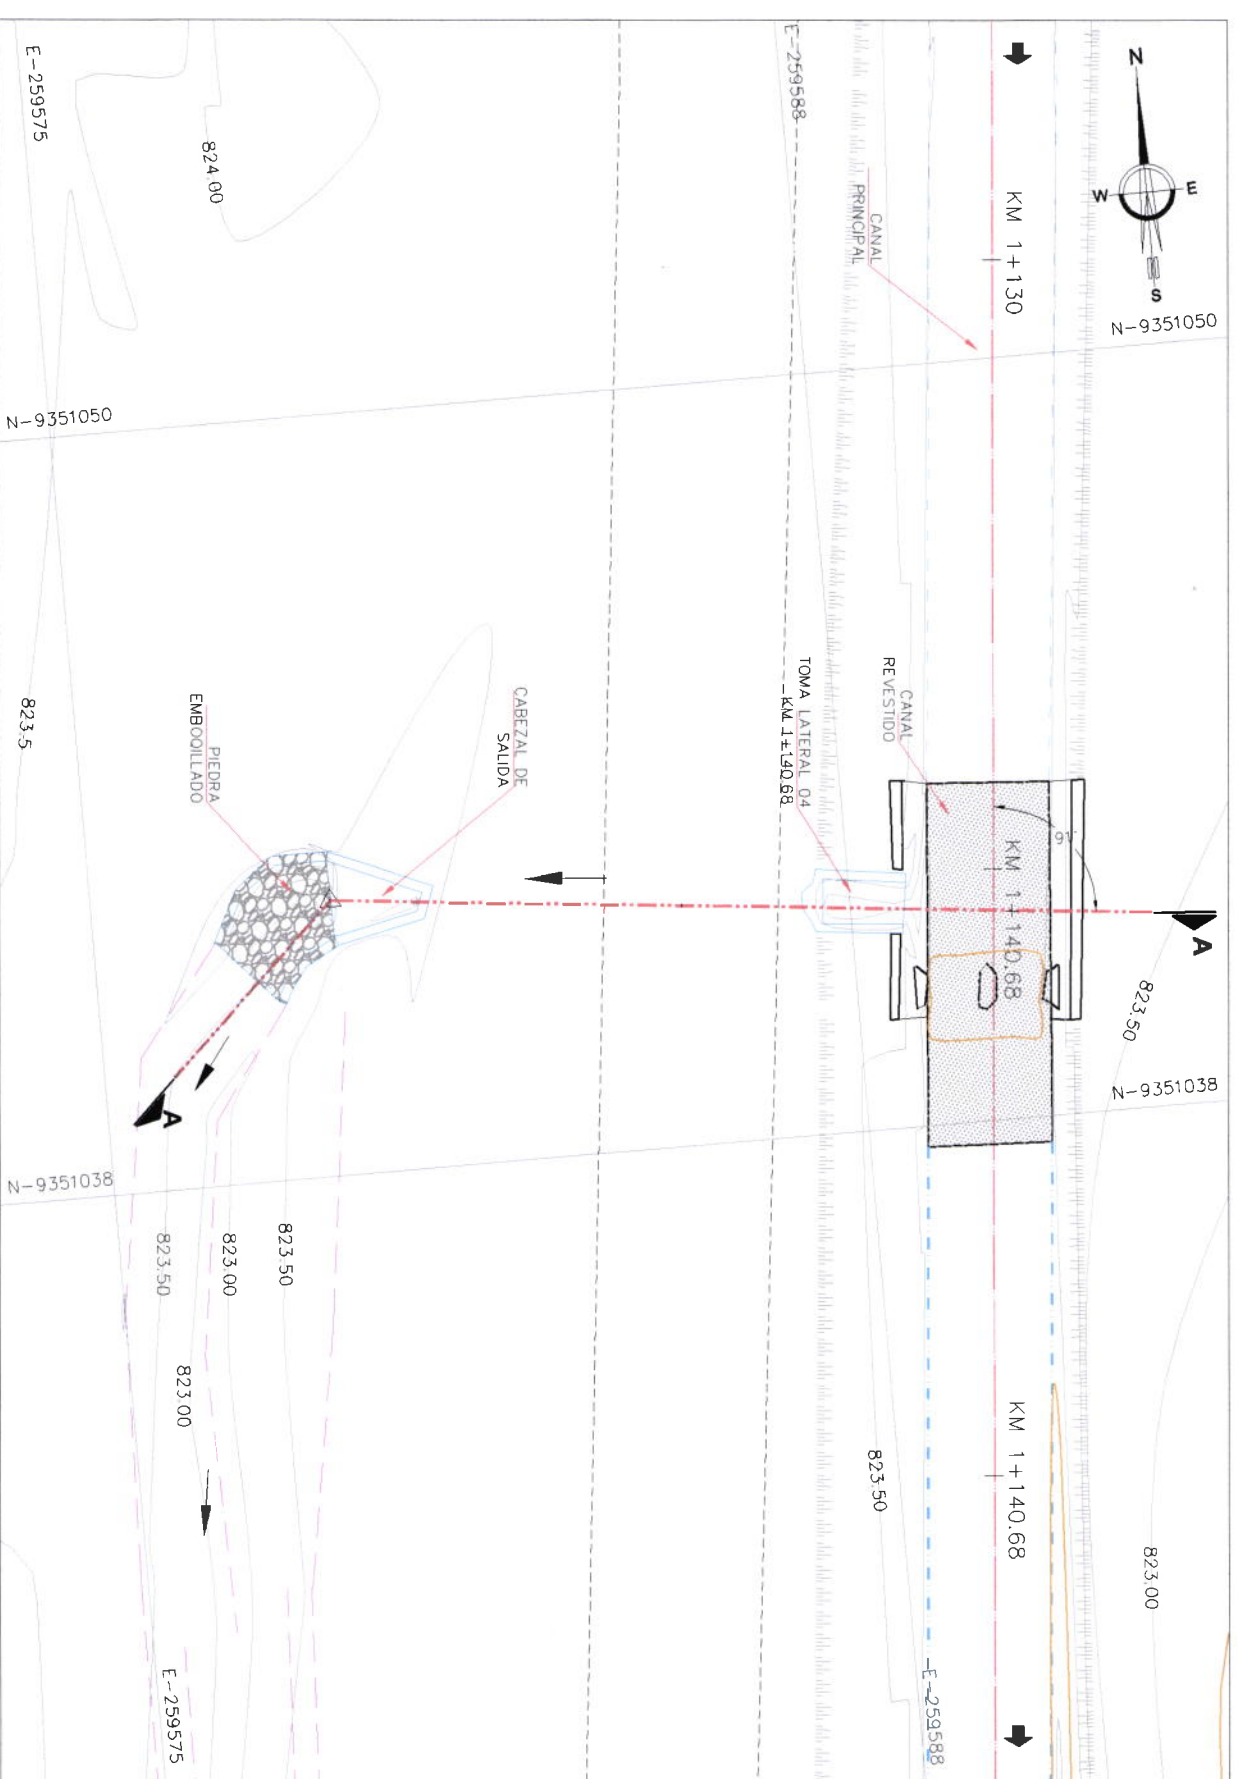 N
E
W
S
KM 1+130
N-9351050
CANAL
PRINCIPAL
E-259588
E-259575
824.00
N-9351050
823.5
PIEDRA
EMBOQILLADO
CABEZAL DE
SALIDA
TOMA LATERAL 04
KM 1+140.68
CANAL
REVESTIDO
KM 1+140.68
A
823.50
N-9351038
A
N-9351038
823.50
823.00
823.50
823.00
E-259575
823.50
KM 1+140.68
E-259588
823.00